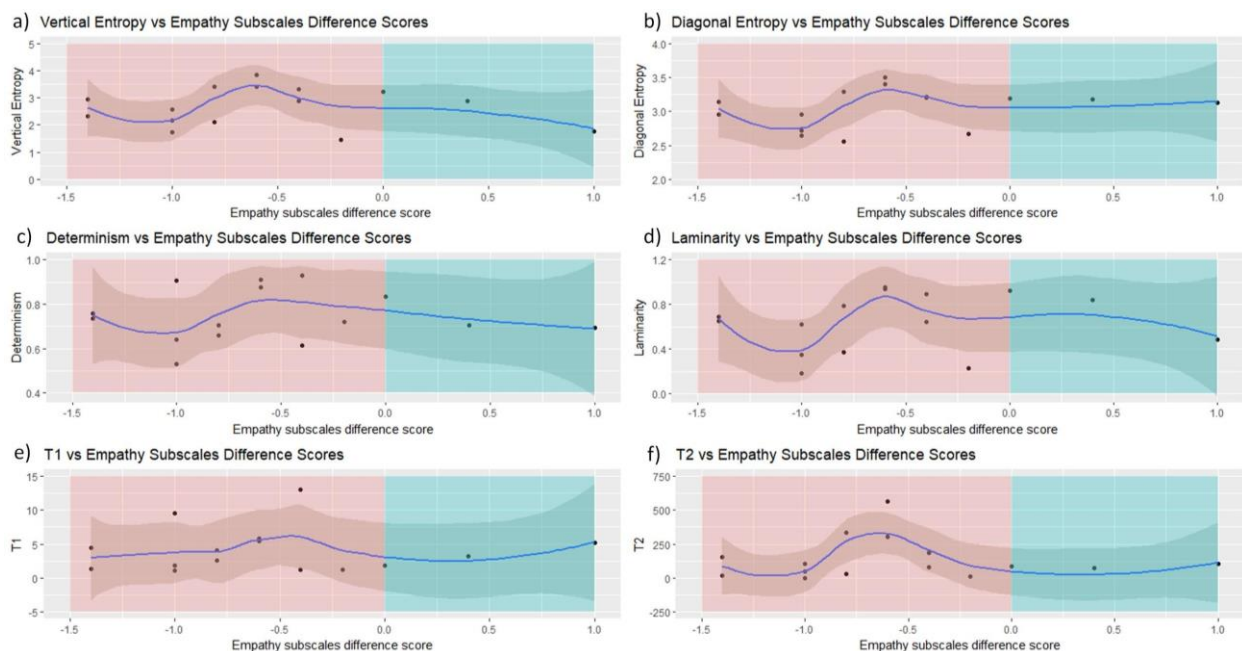 a) Vertical Entropy vs Empathy Subscales Difference Scores
5
4
3
2
1
0
Vertical Entropy
-1.5 -1.0 -0.5 0.0 0.5 1.0
Empathy subscales difference score
b) Diagonal Entropy vs Empathy Subscales Difference Scores
4.0
3.5
3.0
2.5
2.0
Diagonal Entropy
-1.5 -1.0 -0.5 0.0 0.5 1.0
Empathy subscales difference score
c) Determinism vs Empathy Subscales Difference Scores
1.0
0.8
0.6
0.4
Determinism
-1.5 -1.0 -0.5 0.0 0.5 1.0
Empathy subscales difference score
d) Laminarity vs Empathy Subscales Difference Scores
1.2
0.8
0.4
0.0
Laminarity
-1.5 -1.0 -0.5 0.0 0.5 1.0
Empathy subscales difference score
e) T1 vs Empathy Subscales Difference Scores
15
10
5
0
-5
T1
-1.5 -1.0 -0.5 0.0 0.5 1.0
Empathy subscales difference score
f) T2 vs Empathy Subscales Difference Scores
750
500
250
0
-250
T2
-1.5 -1.0 -0.5 0.0 0.5 1.0
Empathy subscales difference score